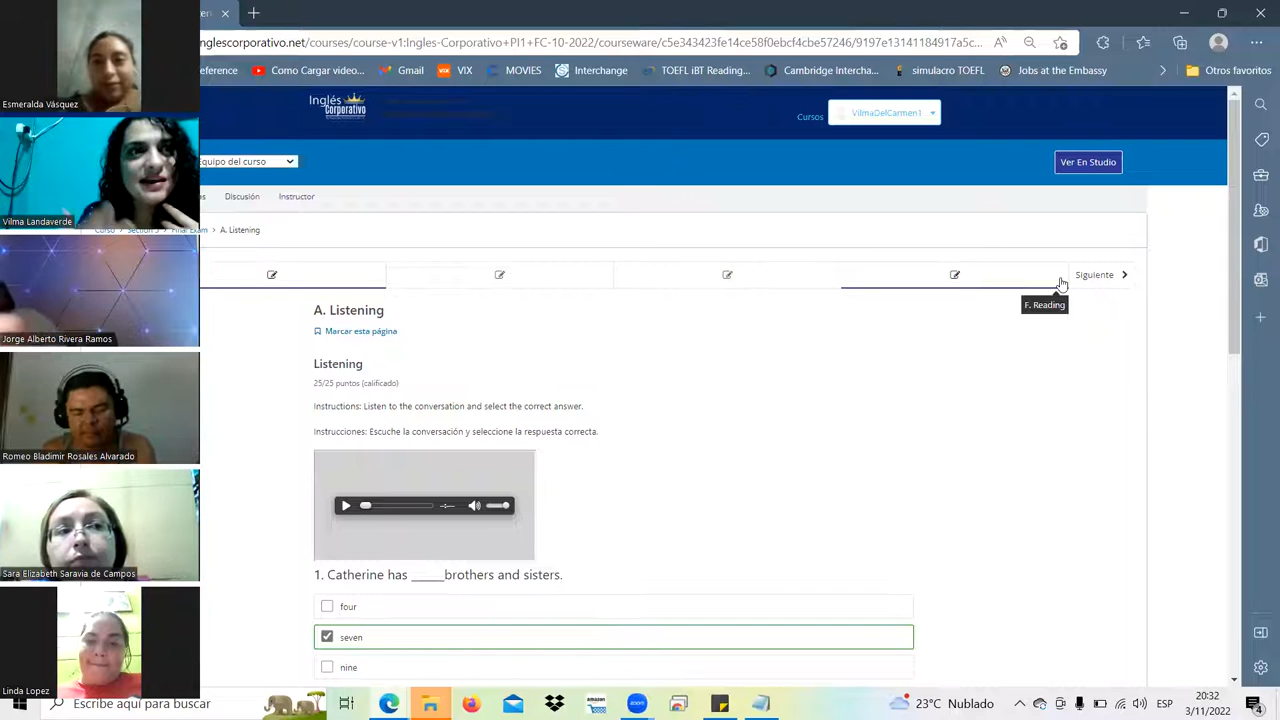 Esmeralda Vásquez
Vilma Landaverde
Jorge Alberto Rivera Ramos
Romeo Bladimir Rosales Alvarado
Sara Elizabeth Saravia de Campos
Linda Lopez
nglescorporativo.net/courses/course-v1:Ingles-Corporativo+PI1+FC-10-2022/courseware/c5e343423fe14ce58f0ebcf4cbe57246/9197e13141184917a5c...
eference
Como Cargar video...
Gmail
VIX
MOVIES
Interchange
TOEFL iBT Reading...
Cambridge Interchan...
simulacro TOEFL
Jobs at the Embassy
Otros favoritos
Inglés Corporativo
Cursos
VilmaDelCarmen1
quipo del curso
Ver En Studio
Discusión
Instructor
A. Listening
Siguiente
F. Reading
A. Listening
Marcar esta página
Listening
25/25 puntos (calificado)
Instructions: Listen to the conversation and select the correct answer.
Instrucciones: Escuche la conversación y seleccione la respuesta correcta.
1. Catherine has _____brothers and sisters.
four
seven
nine
Escribe aquí para buscar
zoom
amazon
23°C Nublado
ESP
20:32
3/11/2022
4